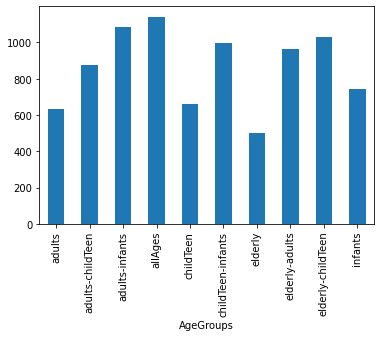 1000
800
600
400
200
0
adults
adults-childTeen
adults-infants
allAges
childTeen
childTeen-infants
elderly
elderly-adults
elderly-childTeen
infants
AgeGroups